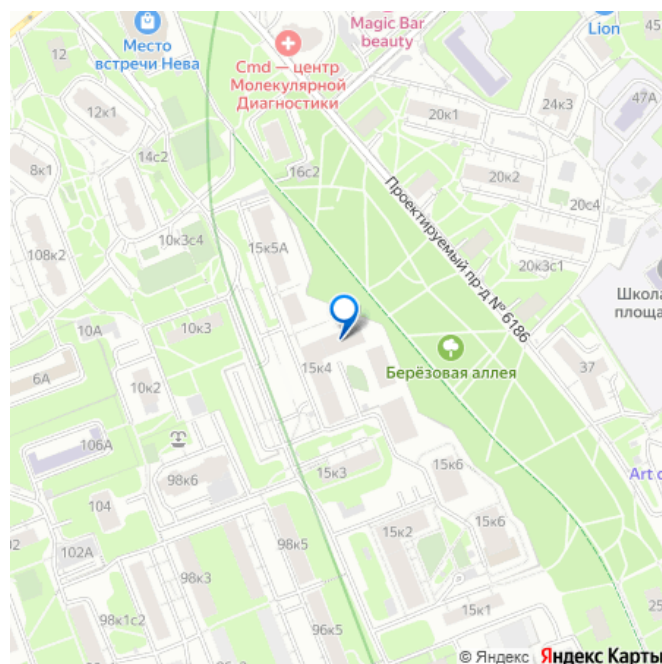 Magic Bar
beauty
45
12
Место
встречи Нева
Lion
Cmd — центр
Молекулярной
Диагностики
47А
24к3
12к1
20к1
14с2
8к1
16с2
20к2
Проектируемый пр-д № 6186
20с4
10к3с4
15к5А
108к2
20к3с1
Школа
площа
10А
10к3
15к4
37
Берёзовая аллея
6А
10к2
106А
15к3
15к6
98к6
Art c
104
15к6
02
15к2
98к5
102А
98к3
25
15к1
98к1с2
96к5
© Яндекс Яндекс Карты